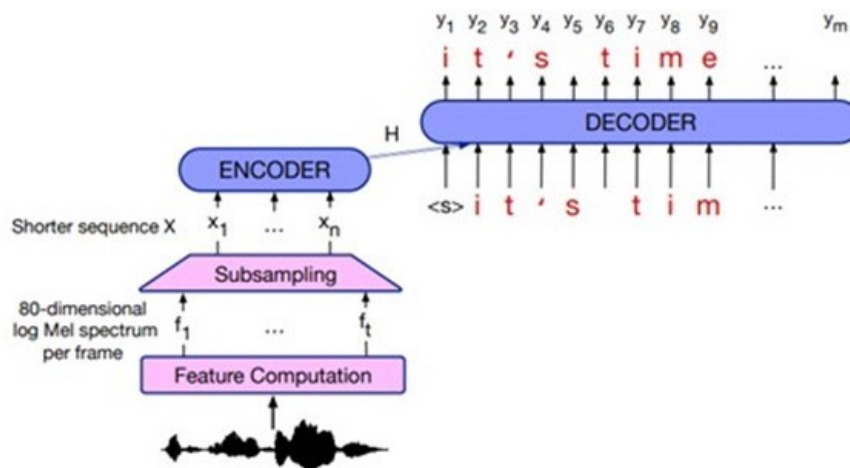 y1 y2 y3 y4 y5 y6 y7 y8 y9 ym
i t ' s t i m e ...
DECODER
H
ENCODER
<s> i t ' s t i m ...
Shorter sequence X x1 ... xn
Subsampling
80-dimensional
log Mel spectrum
per frame
f1 ... ft
Feature Computation